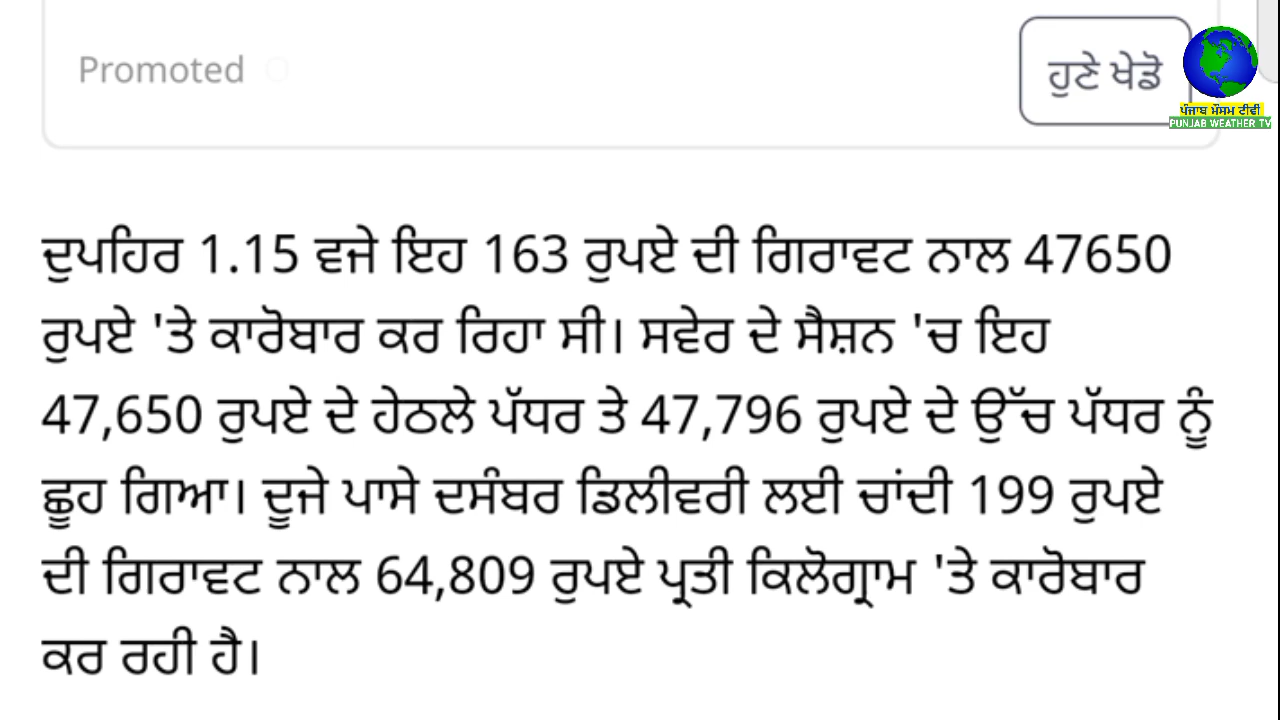 Promoted
ਹੁਣੇ ਖੇਡੋ
ਪੰਜਾਬ ਮੌਸਮ ਟੀਵੀ
PUNJAB WEATHER TV
ਦੁਪਹਿਰ 1.15 ਵਜੇ ਇਹ 163 ਰੁਪਏ ਦੀ ਗਿਰਾਵਟ ਨਾਲ 47650
ਰੁਪਏ 'ਤੇ ਕਾਰੋਬਾਰ ਕਰ ਰਿਹਾ ਸੀ। ਸਵੇਰ ਦੇ ਸੈਸ਼ਨ 'ਚ ਇਹ
47,650 ਰੁਪਏ ਦੇ ਹੇਠਲੇ ਪੱਧਰ ਤੇ 47,796 ਰੁਪਏ ਦੇ ਉੱਚ ਪੱਧਰ ਨੂੰ
ਛੂਹ ਗਿਆ। ਦੂਜੇ ਪਾਸੇ ਦਸੰਬਰ ਡਿਲੀਵਰੀ ਲਈ ਚਾਂਦੀ 199 ਰੁਪਏ
ਦੀ ਗਿਰਾਵਟ ਨਾਲ 64,809 ਰੁਪਏ ਪ੍ਰਤੀ ਕਿਲੋਗ੍ਰਾਮ 'ਤੇ ਕਾਰੋਬਾਰ
ਕਰ ਰਹੀ ਹੈ।